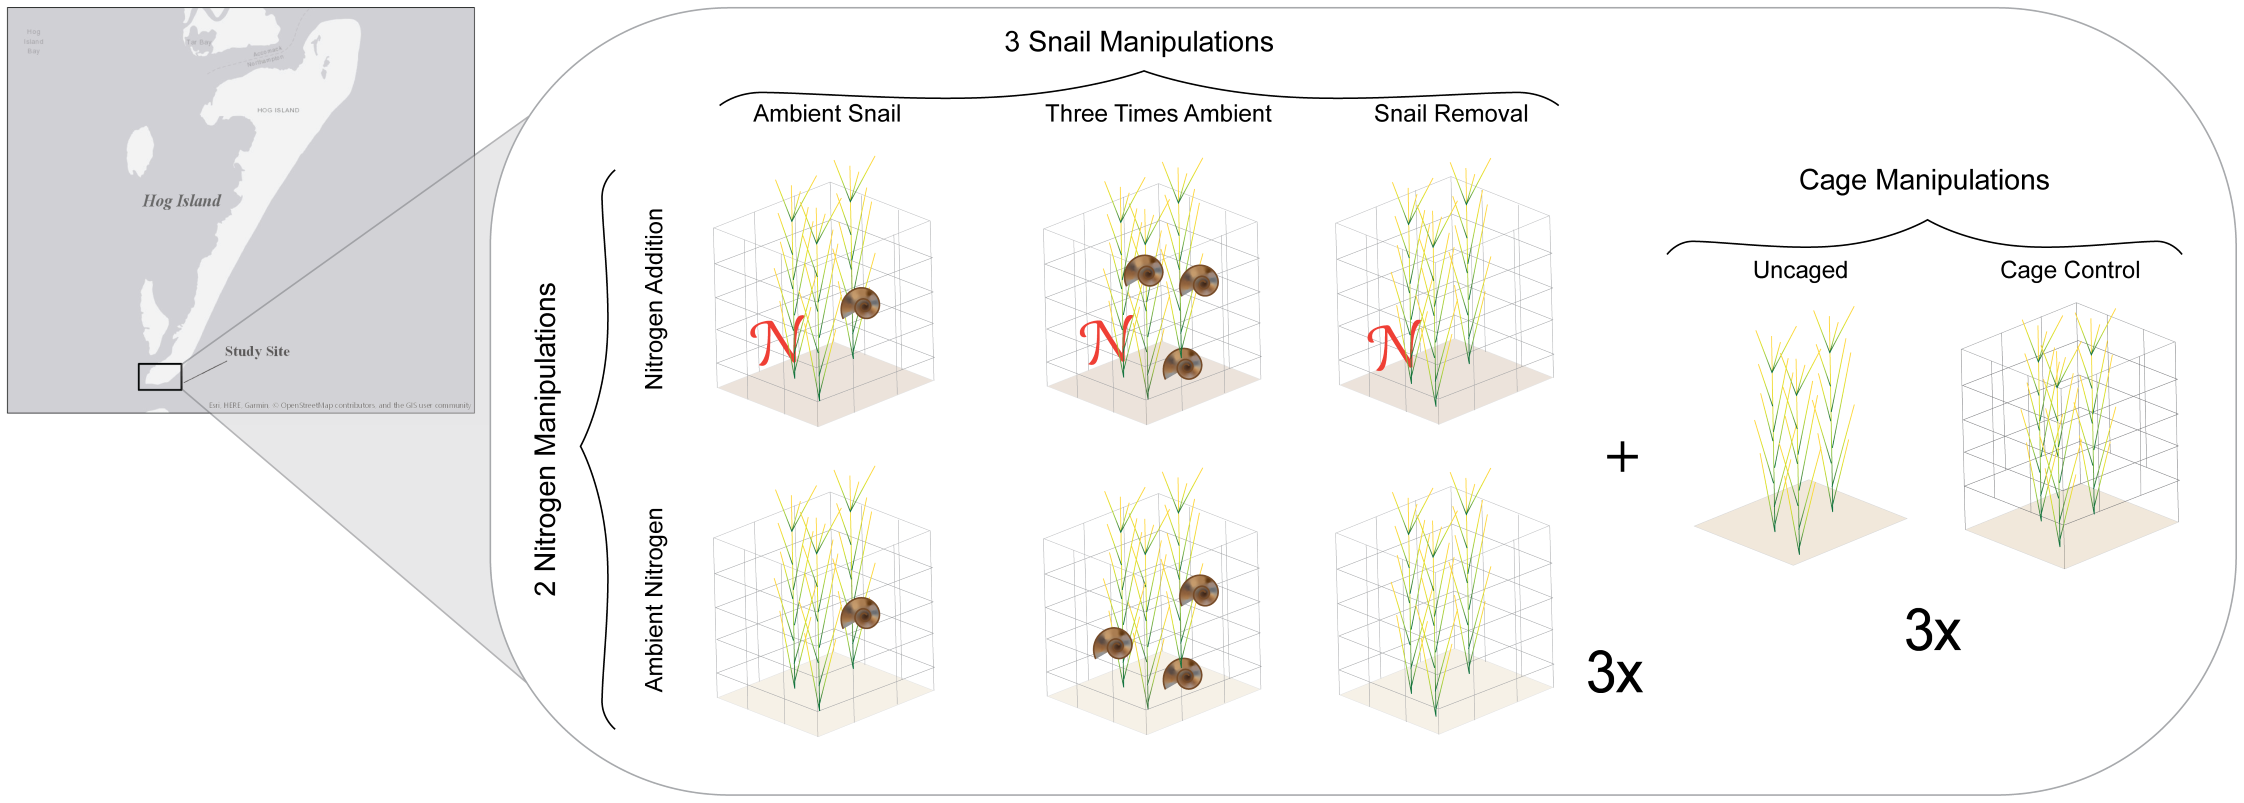 Hog
Island
Bay
Tar Bay
Accomack
Northampton
HOG ISLAND
Hog Island
Study Site
Esri, HERE, Garmin, © OpenStreetMap contributors, and the GIS user community
3 Snail Manipulations
Ambient Snail
Three Times Ambient
Snail Removal
2 Nitrogen Manipulations
Nitrogen Addition
N
N
N
Ambient Nitrogen
3x
+
Cage Manipulations
Uncaged
Cage Control
3x